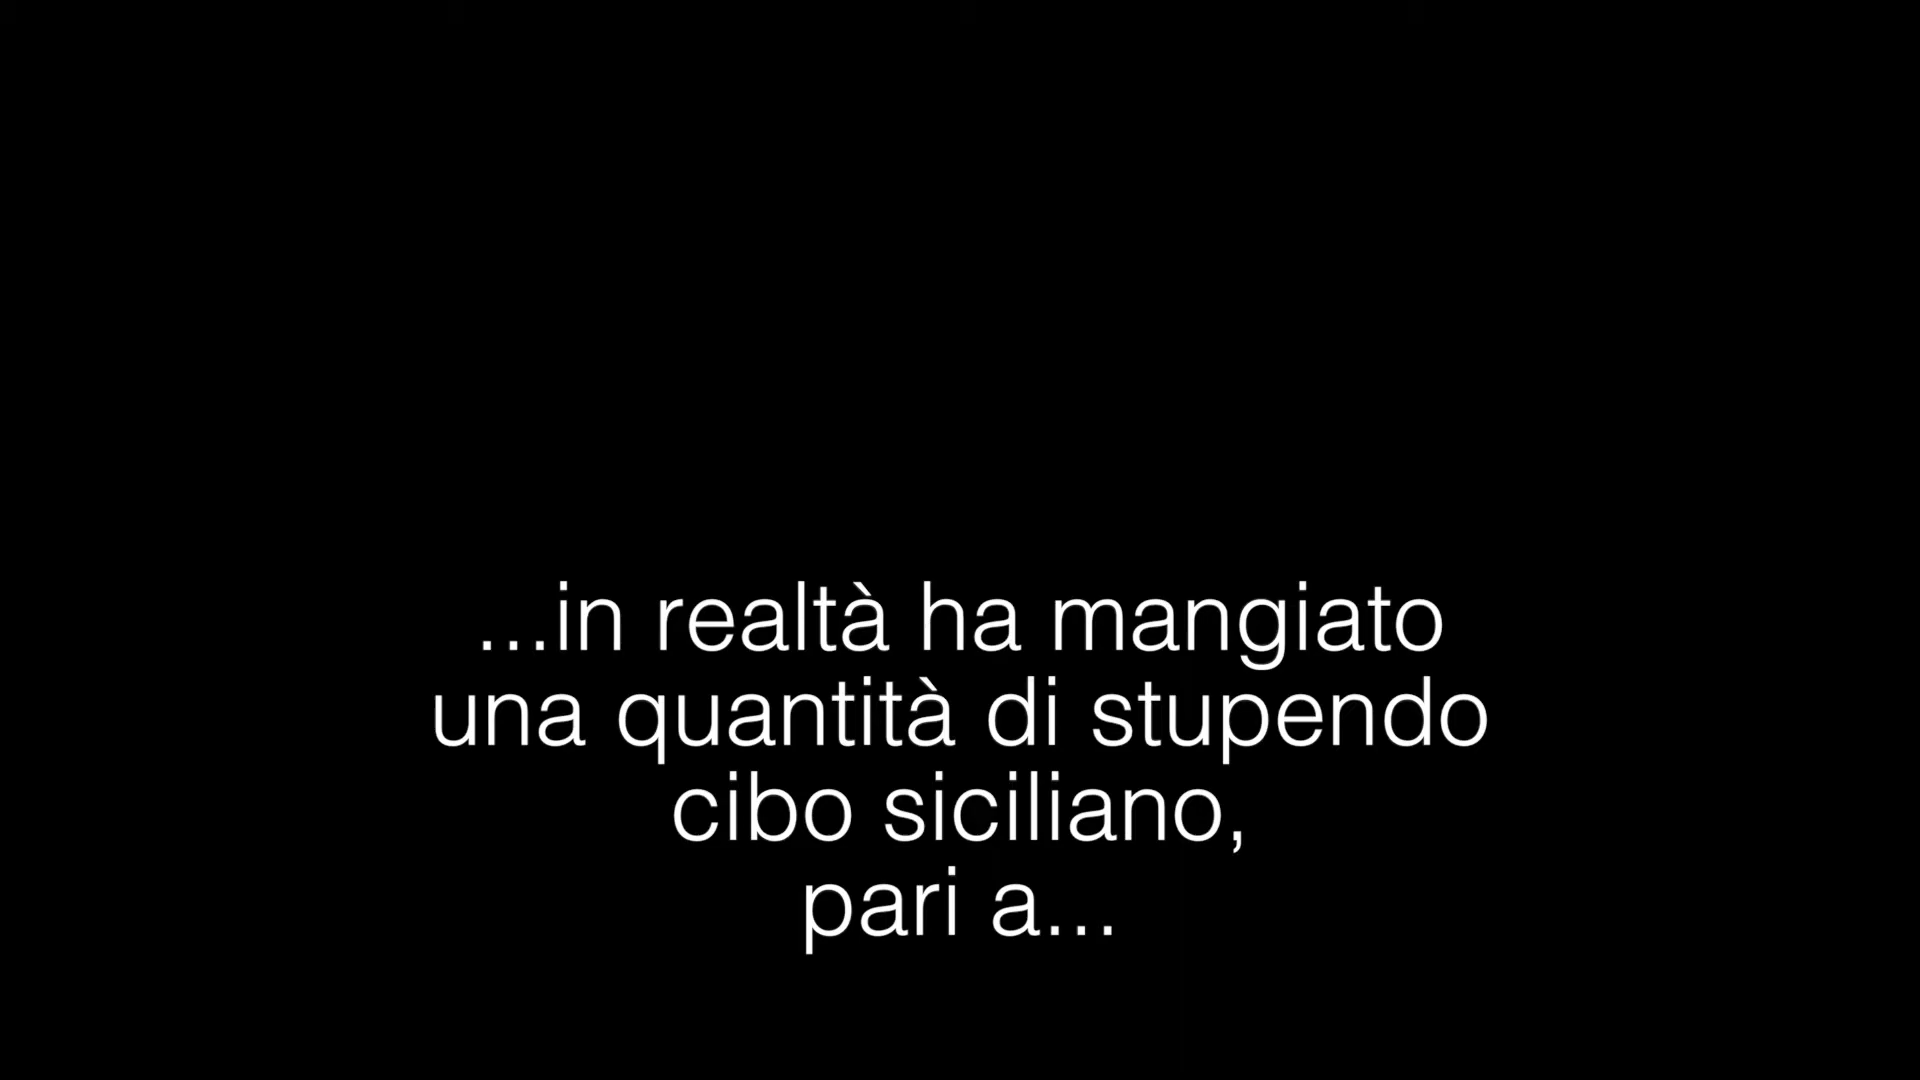 ...in realtà ha mangiato
una quantità di stupendo
cibo siciliano,
pari a...